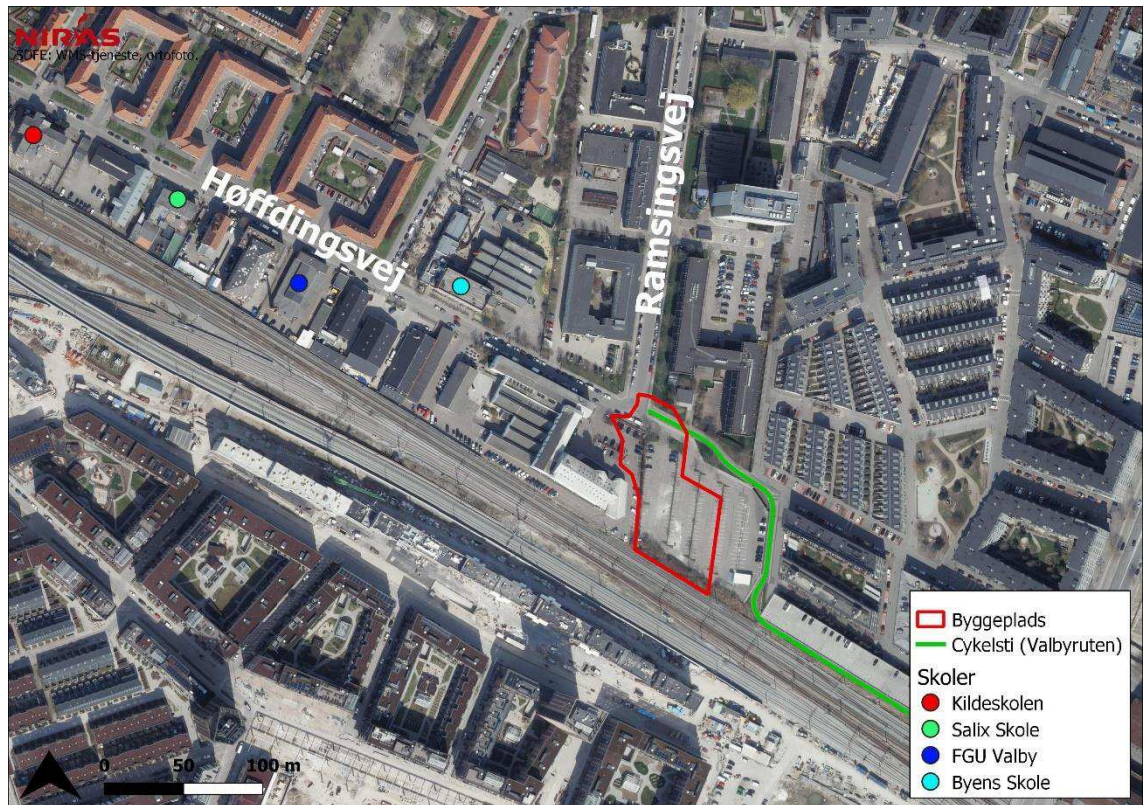 NIRAS
SDFE: WMS-tjeneste, ortofoto.
Høffdingsvej
Ramsingsvej
0 50 100 m
Byggeplads
Cykelsti (Valbyruten)
Skoler
Kildeskolen
Salix Skole
FGU Valby
Byens Skole